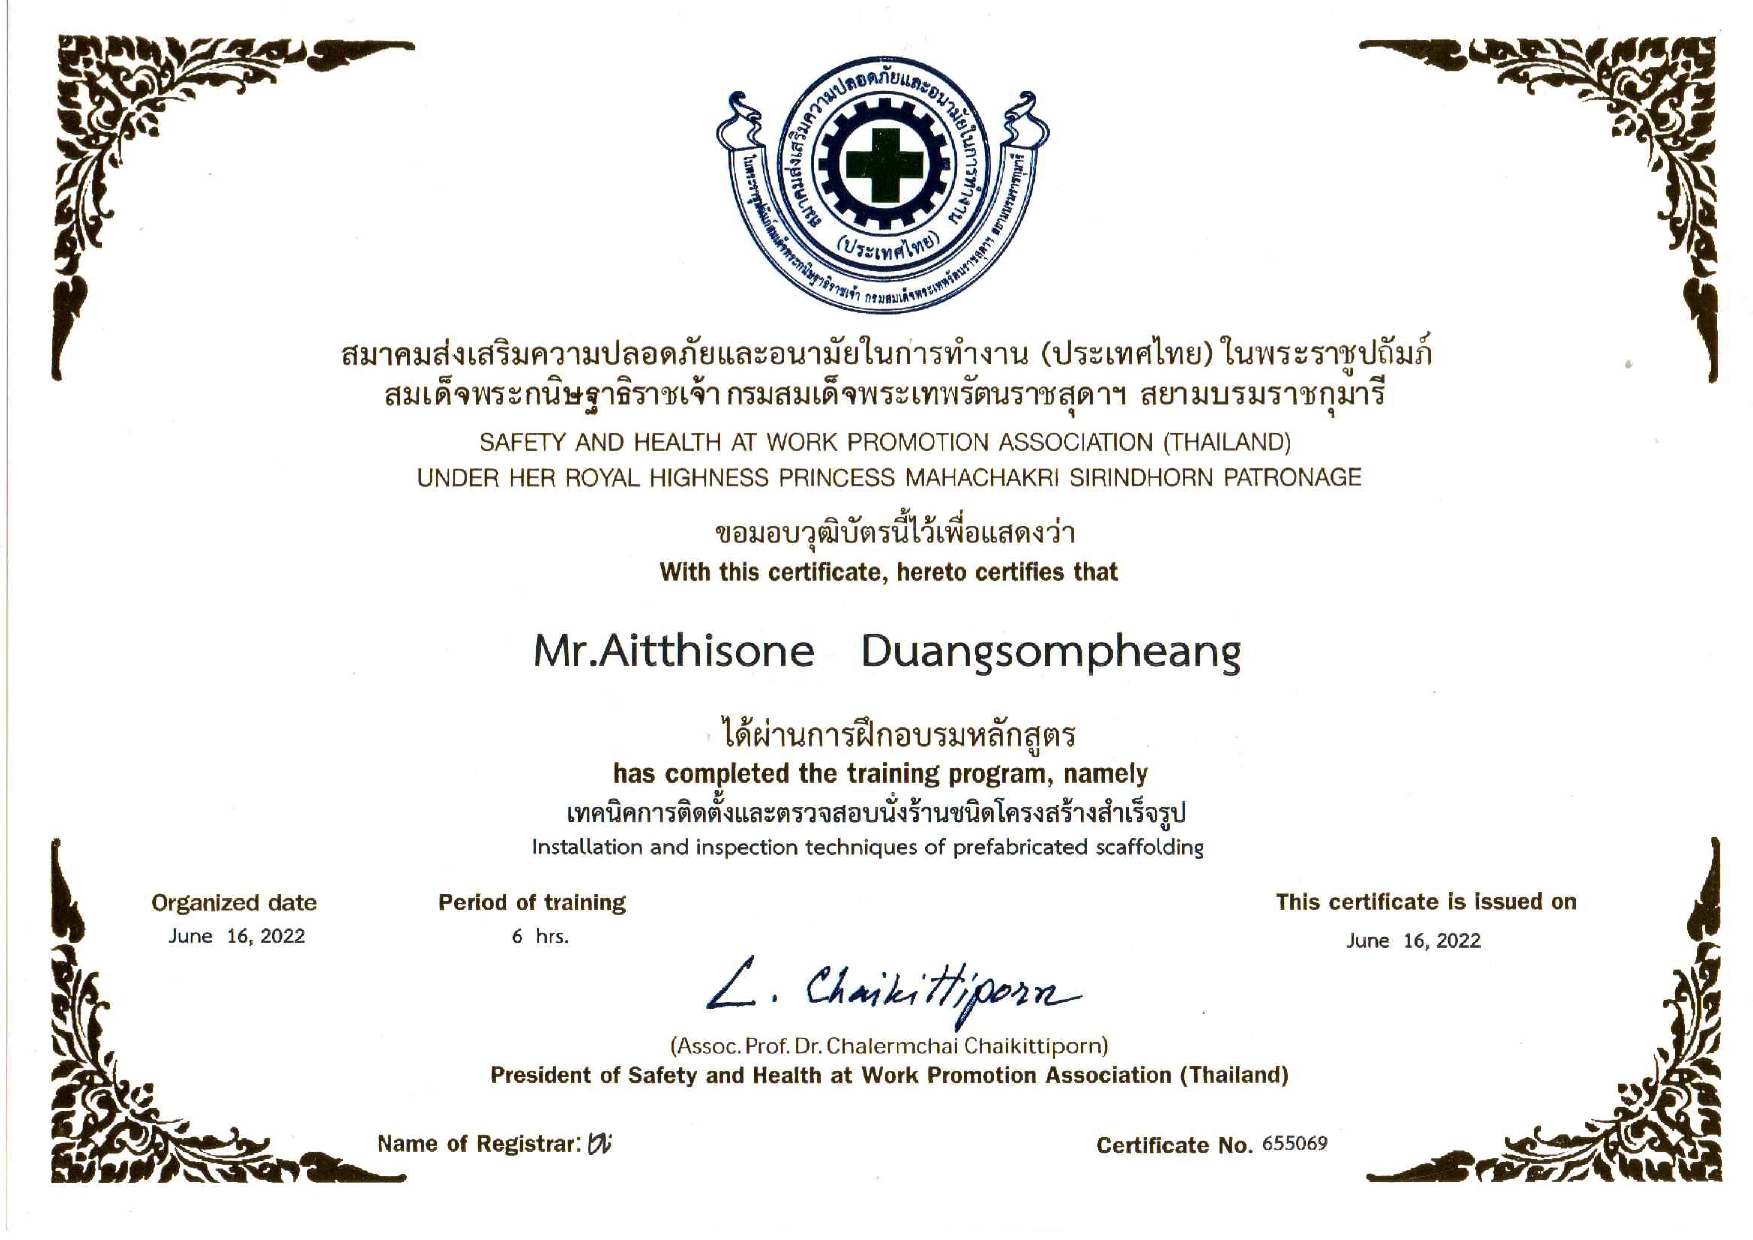 สมาคมส่งเสริมความปลอดภัยและอนามัยในการทำงาน
(ประเทศไทย)
ในพระราชูปถัมภ์สมเด็จพระกนิษฐาธิราชเจ้า กรมสมเด็จพระเทพรัตนราชสุดาฯ สยามบรมราชกุมารี
สมาคมส่งเสริมความปลอดภัยและอนามัยในการทำงาน (ประเทศไทย) ในพระราชูปถัมภ์
สมเด็จพระกนิษฐาธิราชเจ้า กรมสมเด็จพระเทพรัตนราชสุดาฯ สยามบรมราชกุมารี
SAFETY AND HEALTH AT WORK PROMOTION ASSOCIATION (THAILAND)
UNDER HER ROYAL HIGHNESS PRINCESS MAHACHAKRI SIRINDHORN PATRONAGE
ขอมอบวุฒิบัตรนี้ไว้เพื่อแสดงว่า
With this certificate, hereto certifies that
Mr.Aitthisone Duangsompheang
ได้ผ่านการฝึกอบรมหลักสูตร
has completed the training program, namely
เทคนิคการติดตั้งและตรวจสอบนั่งร้านชนิดโครงสร้างสำเร็จรูป
Installation and inspection techniques of prefabricated scaffolding
Organized date Period of training This certificate is issued on
June 16, 2022 6 hrs. June 16, 2022
L. Chaikittiporn
(Assoc. Prof. Dr. Chalermchai Chaikittiporn)
President of Safety and Health at Work Promotion Association (Thailand)
Name of Registrar: Certificate No. 655069